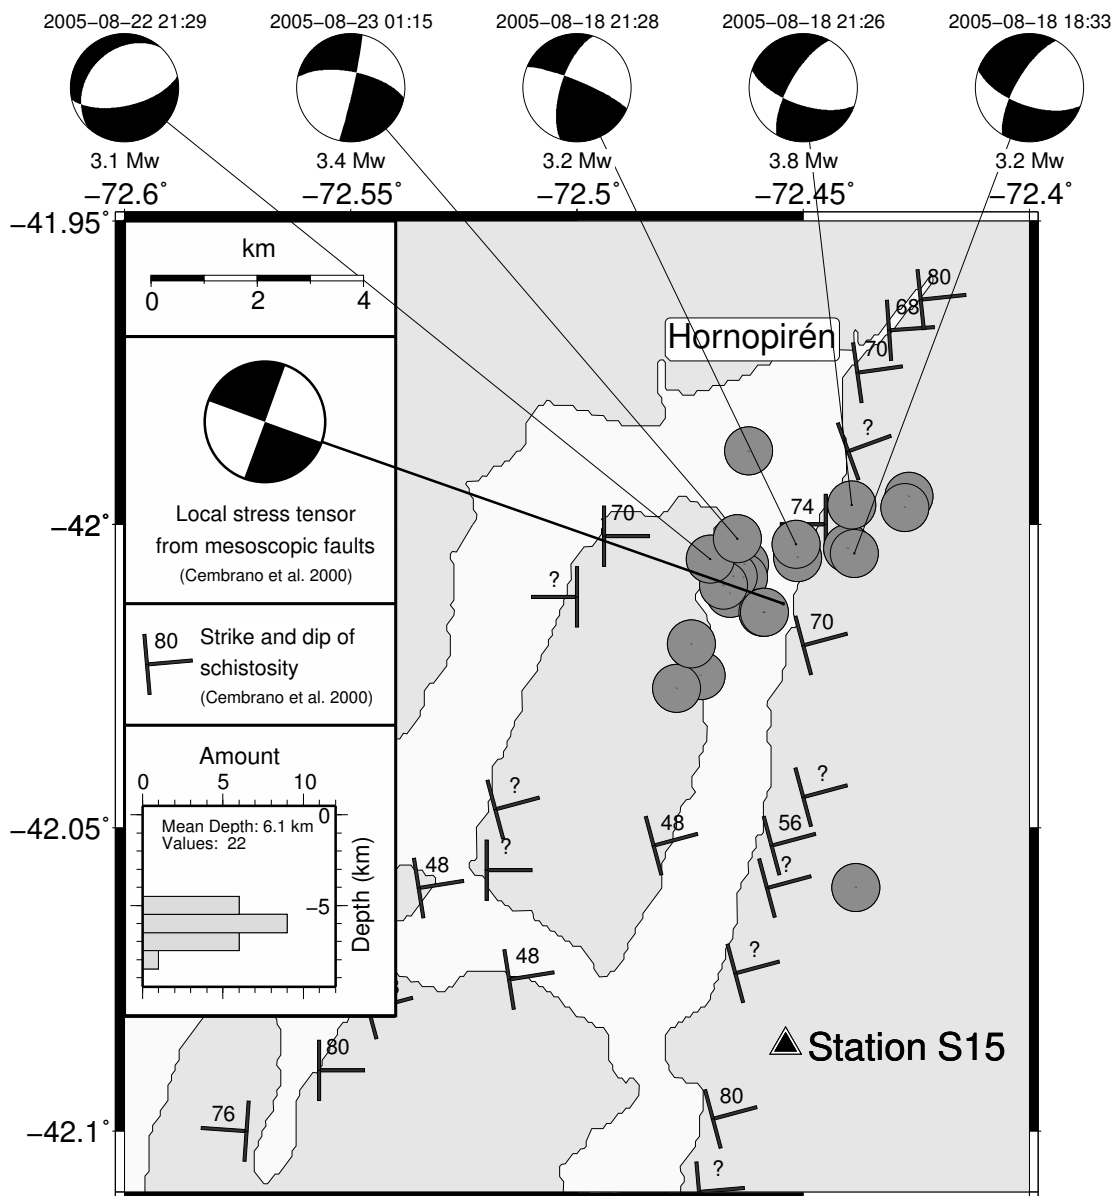 2005−08−22 21:29 2005−08−23 01:15 2005−08−18 21:28 2005−08−18 21:26 2005−08−18 18:33
3.1 Mw 3.4 Mw 3.2 Mw 3.8 Mw 3.2 Mw
−72.6˚ −72.55˚ −72.5˚ −72.45˚ −72.4˚
−41.95˚
km
0 2 4
80
68
Hornopirén
70
?
Local stress tensor
from mesoscopic faults
(Cembrano et al. 2000)
−42˚
70
74
?
80
Strike and dip of
schistosity
(Cembrano et al. 2000)
70
Amount
0 5 10
Mean Depth: 6.1 km
Values: 22
0
−5
Depth (km)
?
?
−42.05˚
48
56
?
48
?
48
?
Station S15
80
76
80
−42.1˚
?